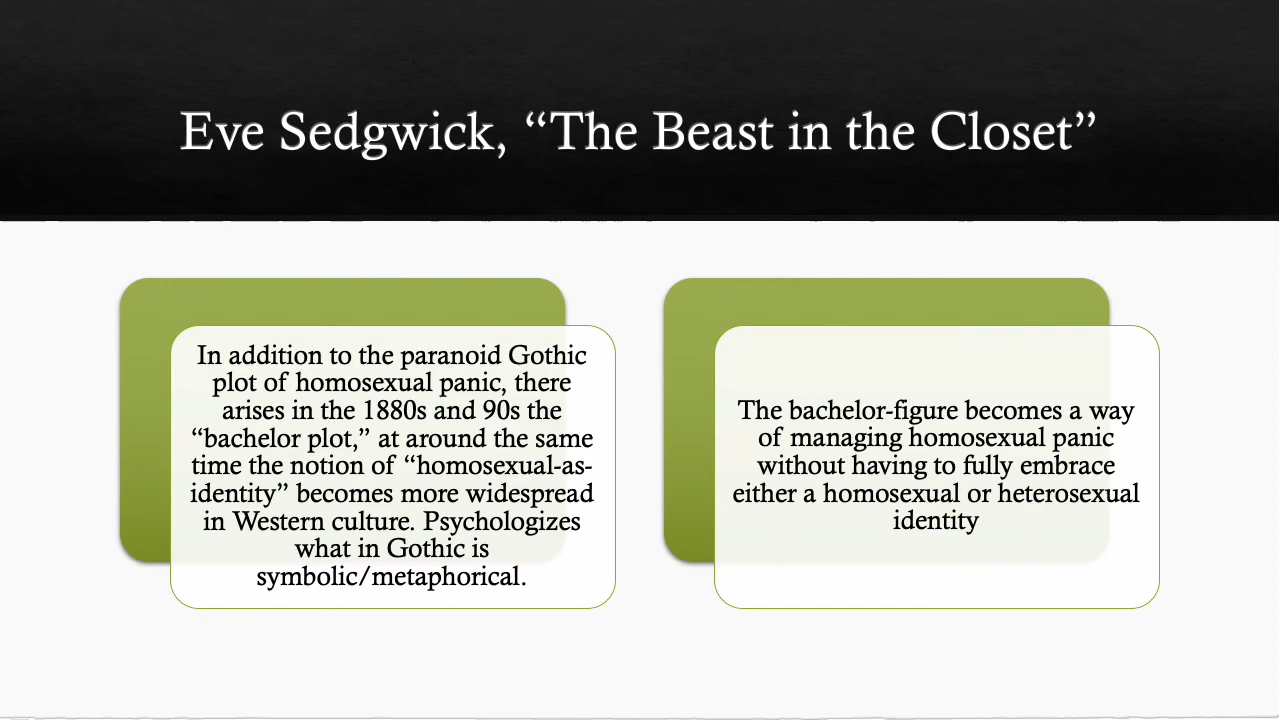 Eve Sedgwick, “The Beast in the Closet”
In addition to the paranoid Gothic
plot of homosexual panic, there
arises in the 1880s and 90s the
“bachelor plot,” at around the same
time the notion of “homosexual-as-
identity” becomes more widespread
in Western culture. Psychologizes
what in Gothic is
symbolic/metaphorical.
The bachelor-figure becomes a way
of managing homosexual panic
without having to fully embrace
either a homosexual or heterosexual
identity